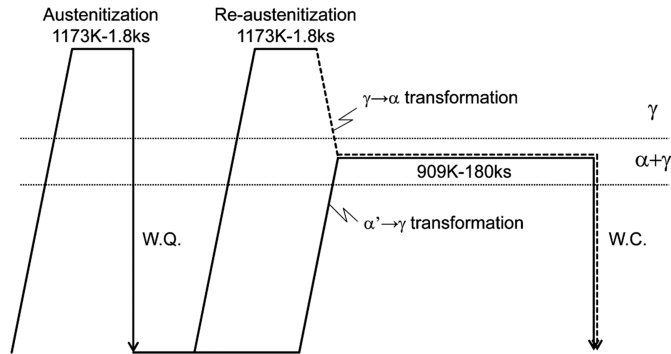 Austenitization
1173K-1.8ks
Re-austenitization
1173K-1.8ks
γ→α transformation
γ
α+γ
909K-180ks
α’→γ transformation
W.Q.
W.C.